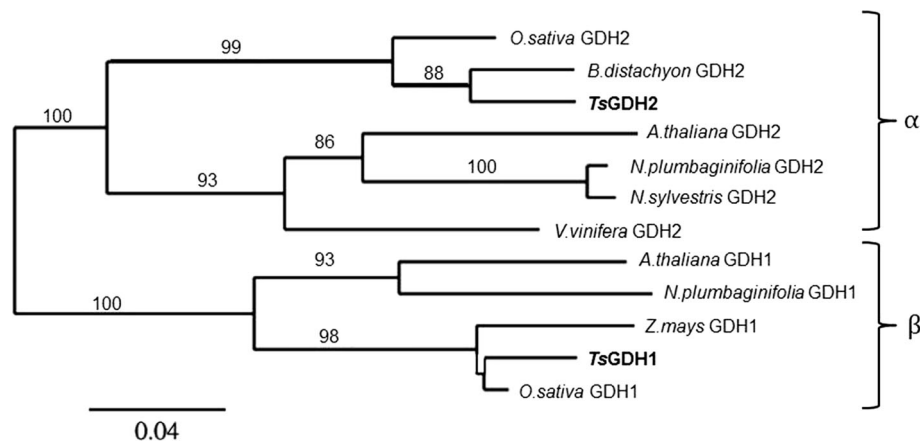 O.sativa GDH2
99
B.distachyon GDH2
88
TsGDH2
100
α
A.thaliana GDH2
86
N.plumbaginifolia GDH2
100
93
N.sylvestris GDH2
V.vinifera GDH2
A.thaliana GDH1
93
N.plumbaginifolia GDH1
100
Z.mays GDH1
β
98
TsGDH1
O.sativa GDH1
0.04